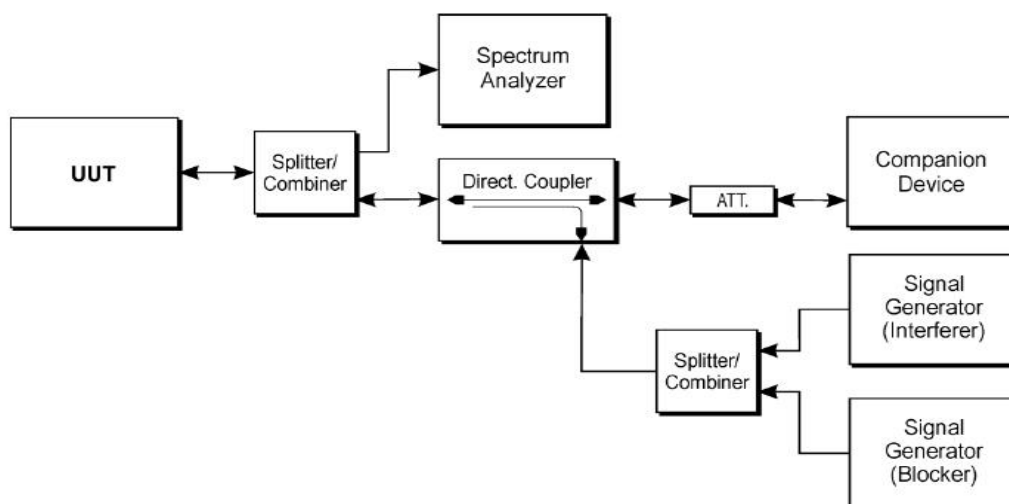 Spectrum
Analyzer
UUT
Splitter/
Combiner
Direct. Coupler
ATT.
Companion
Device
Signal
Generator
(Interferer)
Splitter/
Combiner
Signal
Generator
(Blocker)